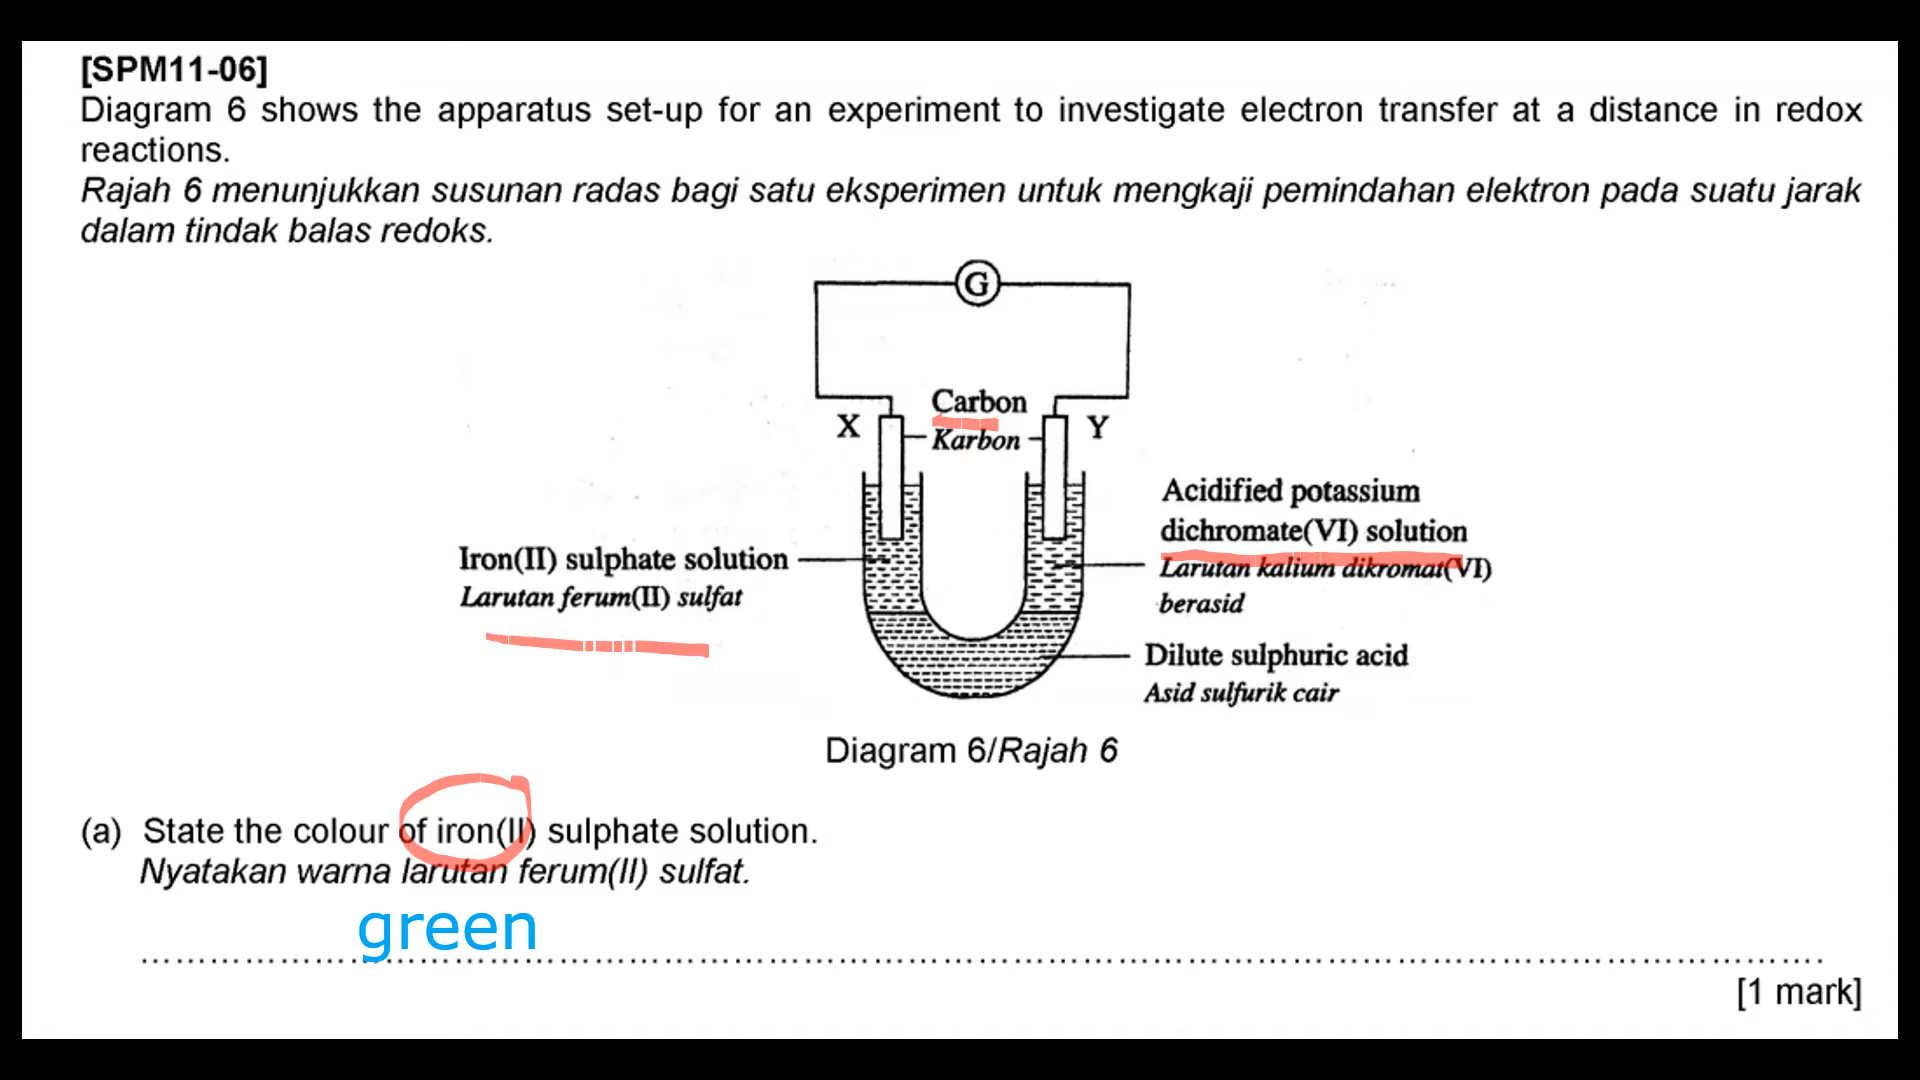 [SPM11-06]
Diagram 6 shows the apparatus set-up for an experiment to investigate electron transfer at a distance in redox
reactions.
Rajah 6 menunjukkan susunan radas bagi satu eksperimen untuk mengkaji pemindahan elektron pada suatu jarak
dalam tindak balas redoks.
G
Carbon
X
Karbon
Y
Acidified potassium
dichromate(VI) solution
Iron(II) sulphate solution
Larutan kalium dikromat(VI)
Larutan ferum(II) sulfat
berasid
Dilute sulphuric acid
Asid sulfurik cair
Diagram 6/Rajah 6
(a) State the colour of iron(II) sulphate solution.
Nyatakan warna larutan ferum(II) sulfat.
green
[1 mark]